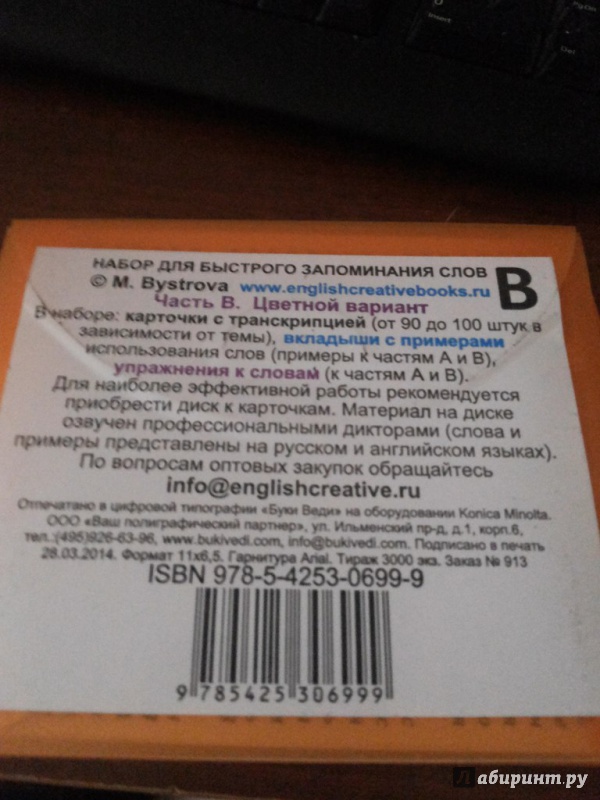 НАБОР ДЛЯ БЫСТРОГО ЗАПОМИНАНИЯ СЛОВ
B
© M. Bystrova www.englishcreativebooks.ru
Часть В. Цветной вариант
В наборе: карточки с транскрипцией (от 90 до 100 штук в
зависимости от темы), вкладыши с примерами
использования слов (примеры к частям А и В),
упражнения к словам (к частям А и В).
Для наиболее эффективной работы рекомендуется
приобрести диск к карточкам. Материал на диске
озвучен профессиональными дикторами (слова и
примеры представлены на русском и английском языках).
По вопросам оптовых закупок обращайтесь
info@englishcreative.ru
Отпечатано в цифровой типографии «Буки Веди» на оборудовании Konica Minolta.
ООО «Ваш полиграфический партнер», ул. Ильменский пр-д, д.1, корп.6,
тел.:(495)926-63-96, www.bukivedi.com, info@bukivedi.com. Подписано в печать
28.03.2014. Формат 11х6,5. Гарнитура Arial. Тираж 3000 экз. Заказ № 913
ISBN 978-5-4253-0699-9
9 785425 306999
лабиринт.ру